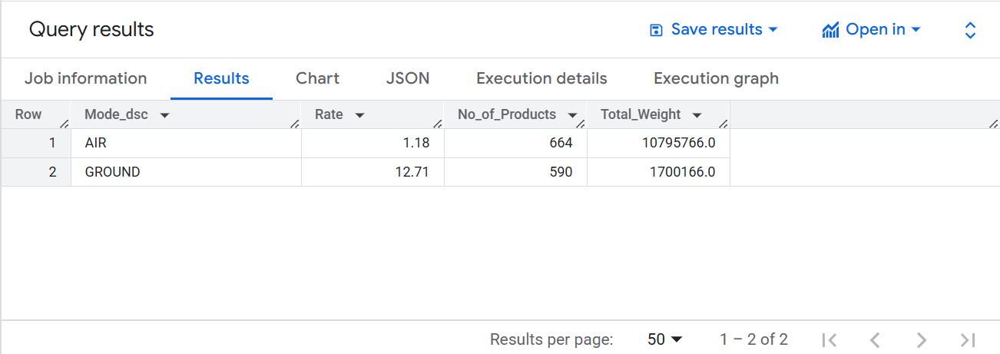 Query results Save results Open in
Job information Results Chart JSON Execution details Execution graph
Row Mode_dsc Rate No_of_Products Total_Weight
1 AIR 1.18 664 10795766.0
2 GROUND 12.71 590 1700166.0
Results per page: 50 1 – 2 of 2